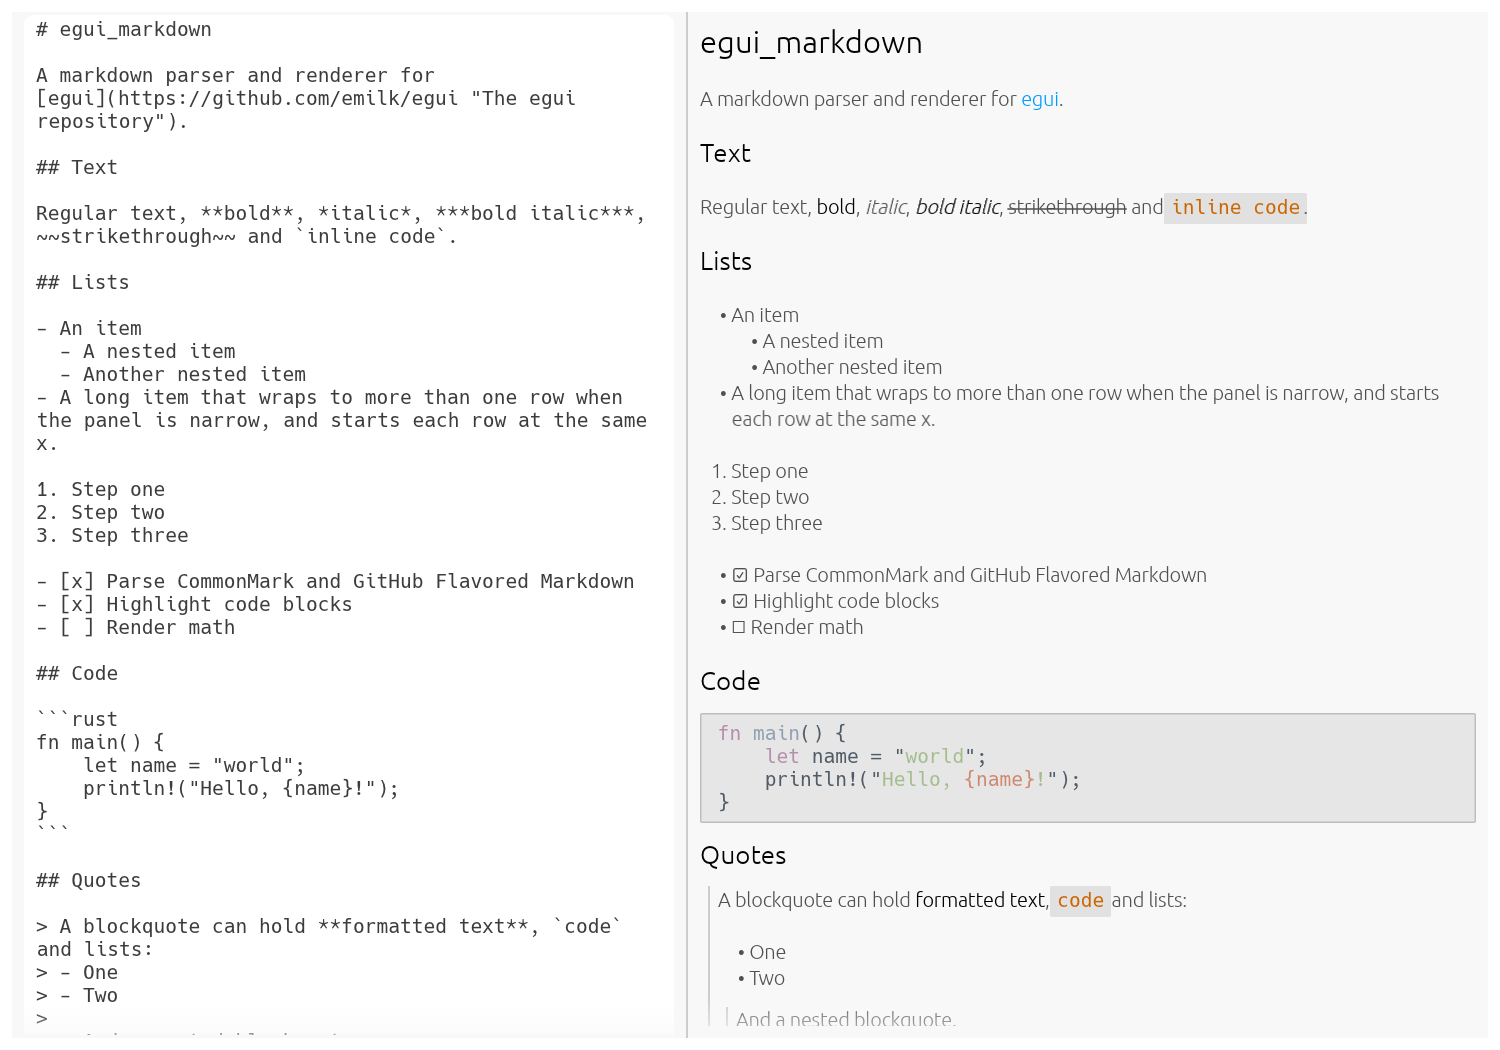 # egui_markdown
A markdown parser and renderer for
[egui](https://github.com/emilk/egui "The egui
repository").
## Text
Regular text, **bold**, *italic*, ***bold italic***,
~~strikethrough~~ and `inline code`.
## Lists
- An item
  - A nested item
  - Another nested item
- A long item that wraps to more than one row when
the panel is narrow, and starts each row at the same
x.
1. Step one
2. Step two
3. Step three
- [x] Parse CommonMark and GitHub Flavored Markdown
- [x] Highlight code blocks
- [ ] Render math
## Code
```rust
fn main() {
    let name = "world";
    println!("Hello, {name}!");
}
```
## Quotes
> A blockquote can hold **formatted text**, `code`
and lists:
> - One
> - Two
>
egui_markdown
A markdown parser and renderer for egui.
Text
Regular text, bold, italic, bold italic, strikethrough and inline code.
Lists
• An item
• A nested item
• Another nested item
• A long item that wraps to more than one row when the panel is narrow, and starts
each row at the same x.
1. Step one
2. Step two
3. Step three
• ☑ Parse CommonMark and GitHub Flavored Markdown
• ☑ Highlight code blocks
• ☐ Render math
Code
fn main() {
    let name = "world";
    println!("Hello, {name}!");
}
Quotes
A blockquote can hold formatted text, code and lists:
• One
• Two
And a nested blockquote.